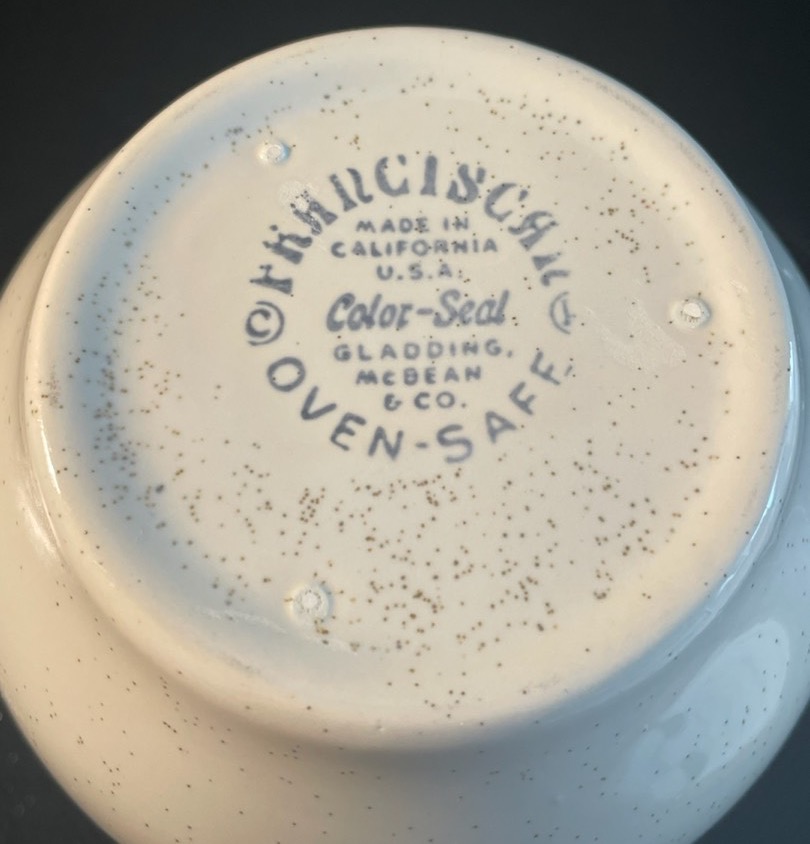 FRANCISCAN
MADE IN
CALIFORNIA
U.S.A.
Color-Seal
GLADDING,
McBEAN
& CO.
©
OVEN-SAFE